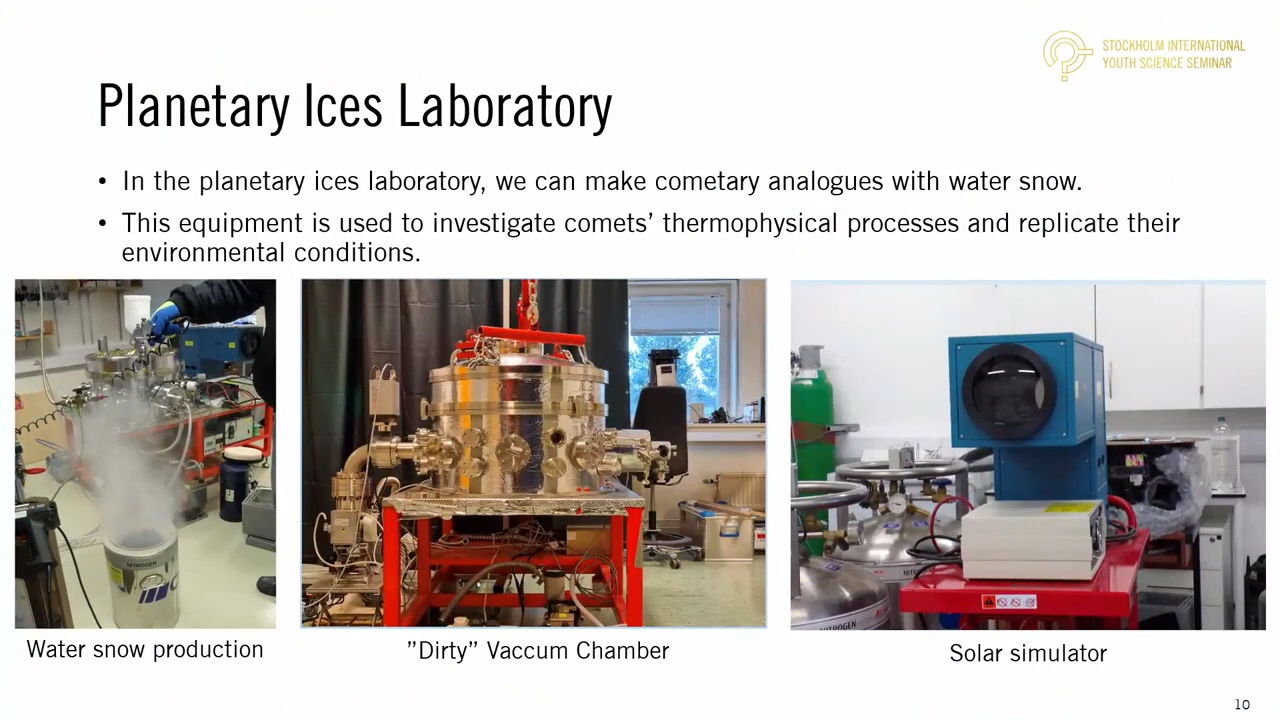 STOCKHOLM INTERNATIONAL
YOUTH SCIENCE SEMINAR
Planetary Ices Laboratory
• In the planetary ices laboratory, we can make cometary analogues with water snow.
• This equipment is used to investigate comets’ thermophysical processes and replicate their
environmental conditions.
NITROGEN
NITROGEN
Water snow production
”Dirty” Vaccum Chamber
Solar simulator
10